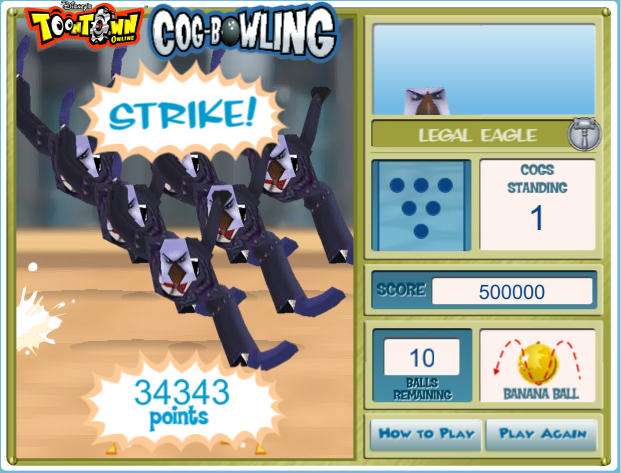 Disney's
TOONTOWN
ONLINE
COG-BOWLING
STRIKE!
34343
points
LEGAL EAGLE
COGS
STANDING
1
SCORE 500000
10
BALLS
REMAINING
BANANA BALL
HOW TO PLAY
PLAY AGAIN